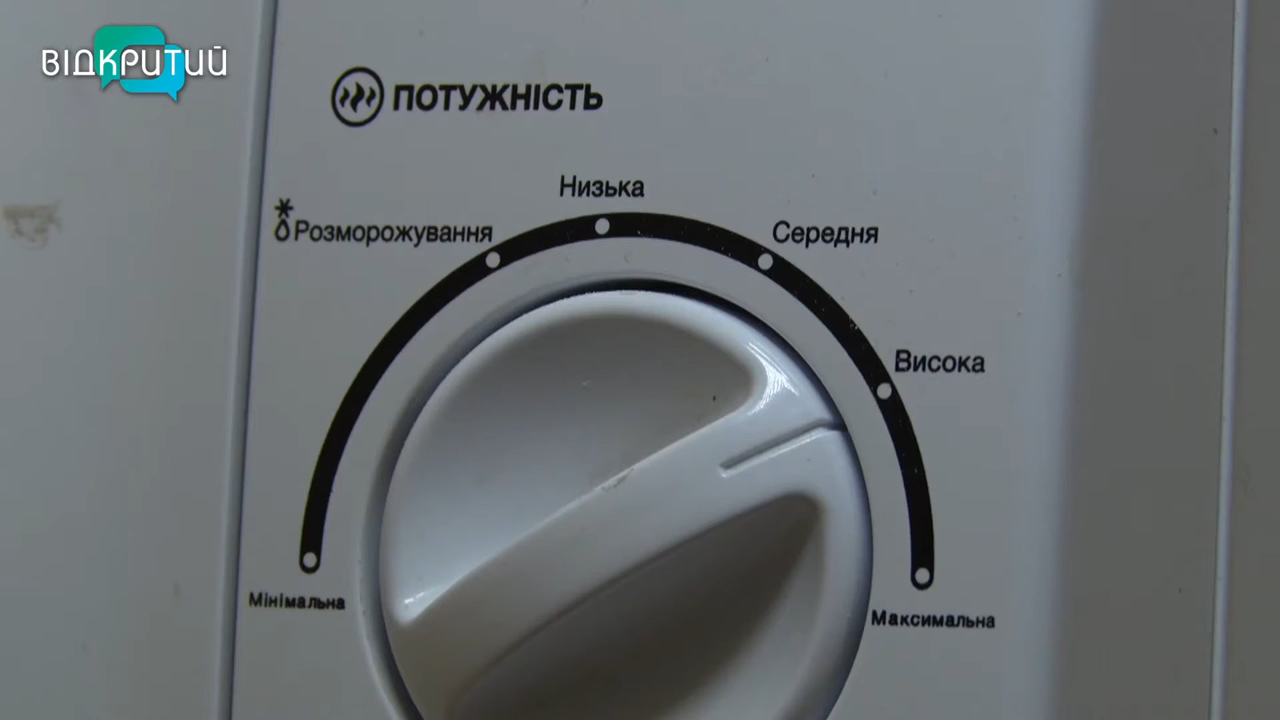 ВІДКРИТИЙ
ПОТУЖНІСТЬ
Низька
Розморожування
Середня
Висока
Мінімальна
Максимальна